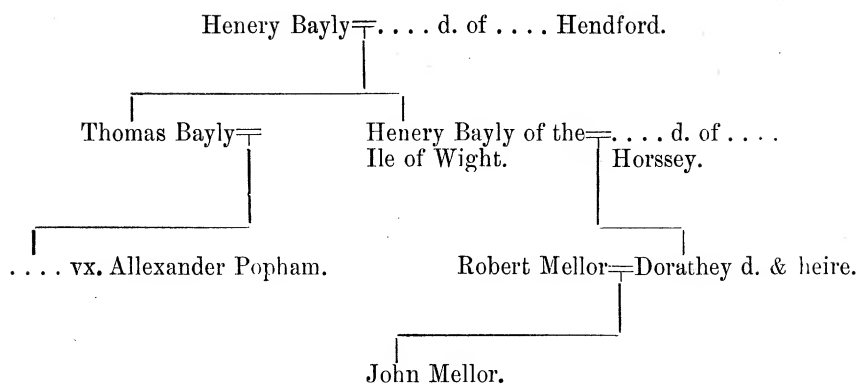 Henery Bayly=.... d. of .... Hendford.
Thomas Bayly= Henery Bayly of the=.... d. of ....
Ile of Wight. Horssey.
.... vx. Allexander Popham. Robert Mellor=Dorathey d. & heire.
John Mellor.